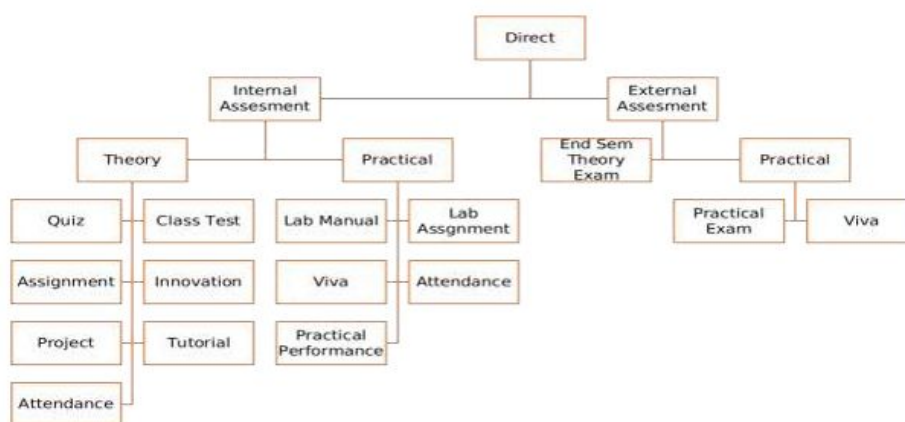 Direct
Internal
Assesment
External
Assesment
Theory
Practical
End Sem
Theory
Exam
Practical
Quiz
Class Test
Lab Manual
Lab
Assgnment
Practical
Exam
Viva
Assignment
Innovation
Viva
Attendance
Project
Tutorial
Practical
Performance
Attendance